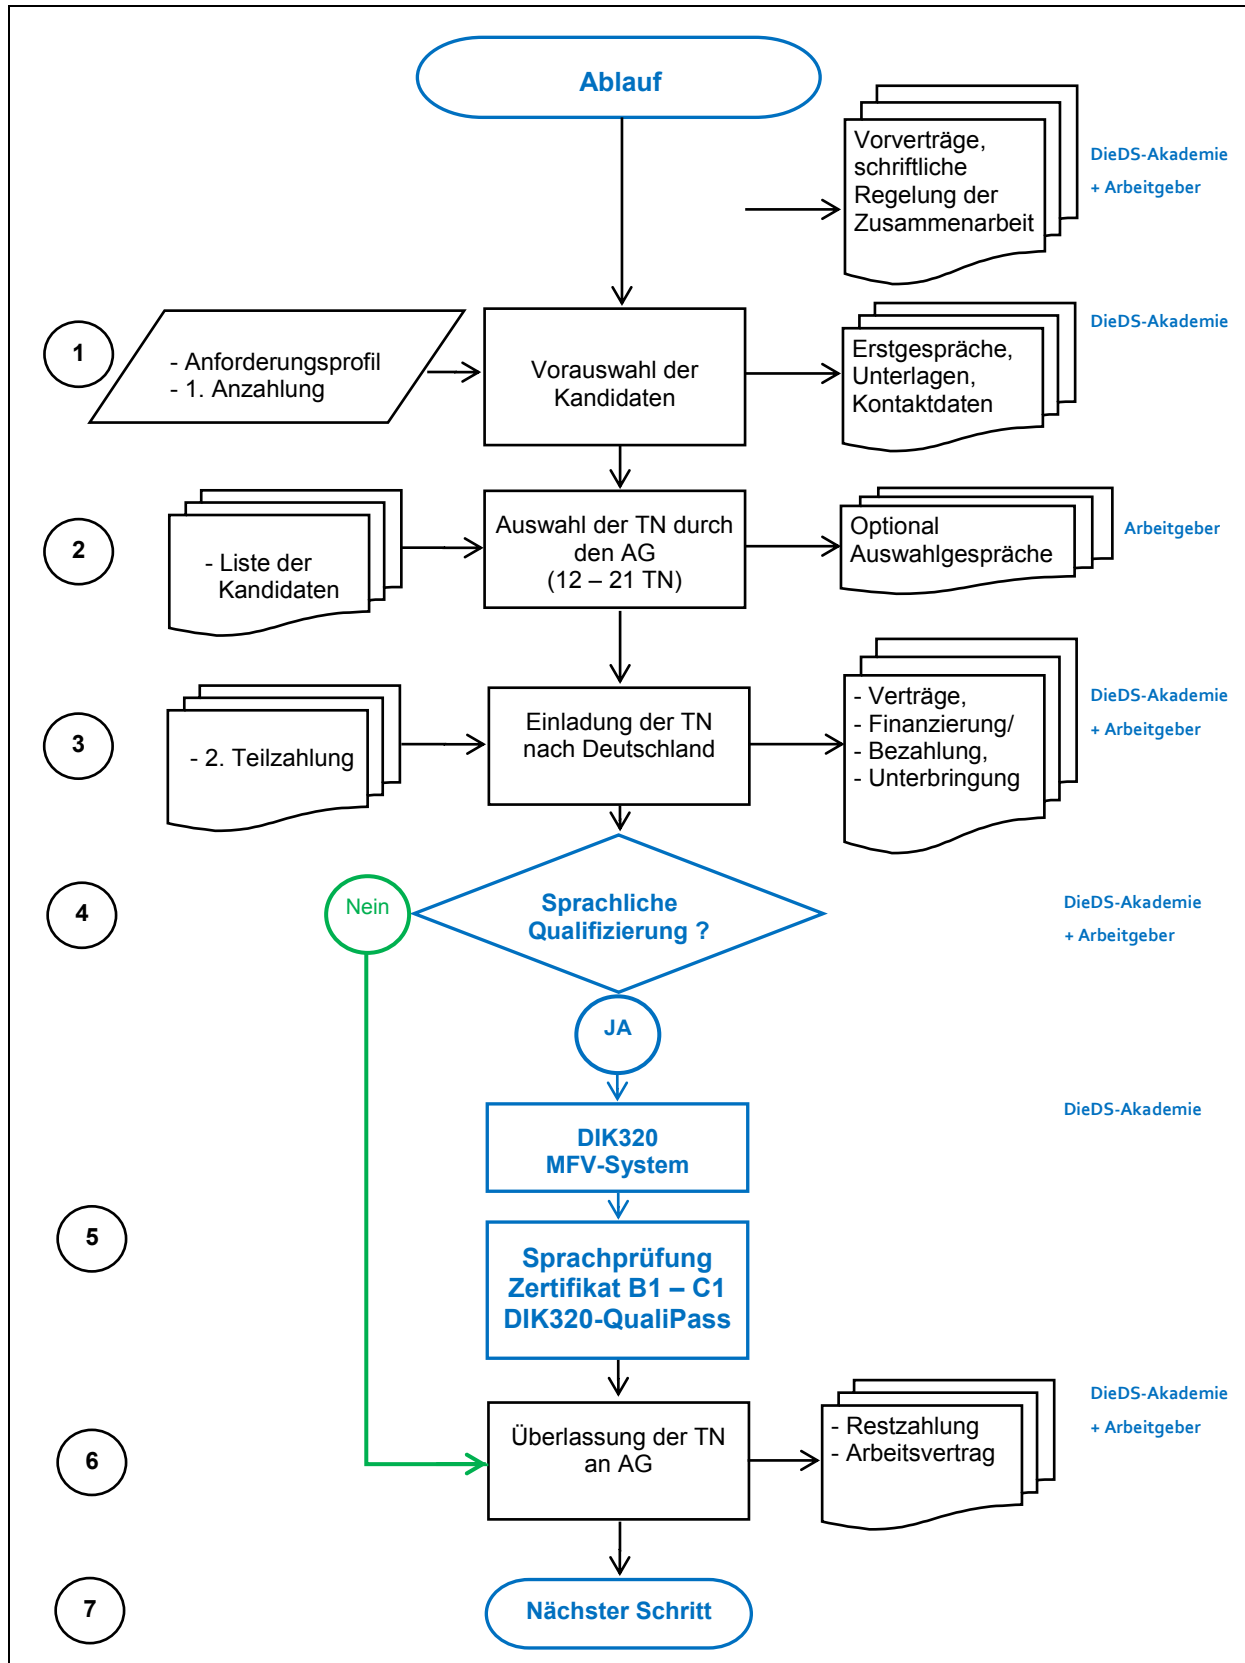 Ablauf
Vorverträge,
schriftliche
Regelung der
Zusammenarbeit
DieDS-Akademie
+ Arbeitgeber
1
- Anforderungsprofil
- 1. Anzahlung
Vorauswahl der
Kandidaten
Erstgespräche,
Unterlagen,
Kontaktdaten
DieDS-Akademie
2
- Liste der
Kandidaten
Auswahl der TN durch
den AG
(12 – 21 TN)
Optional
Auswahlgespräche
Arbeitgeber
3
- 2. Teilzahlung
Einladung der TN
nach Deutschland
- Verträge,
- Finanzierung/
- Bezahlung,
- Unterbringung
DieDS-Akademie
+ Arbeitgeber
4
Nein
Sprachliche
Qualifizierung ?
DieDS-Akademie
+ Arbeitgeber
JA
DIK320
MFV-System
DieDS-Akademie
5
Sprachprüfung
Zertifikat B1 – C1
DIK320-QualiPass
6
Überlassung der TN
an AG
- Restzahlung
- Arbeitsvertrag
DieDS-Akademie
+ Arbeitgeber
7
Nächster Schritt